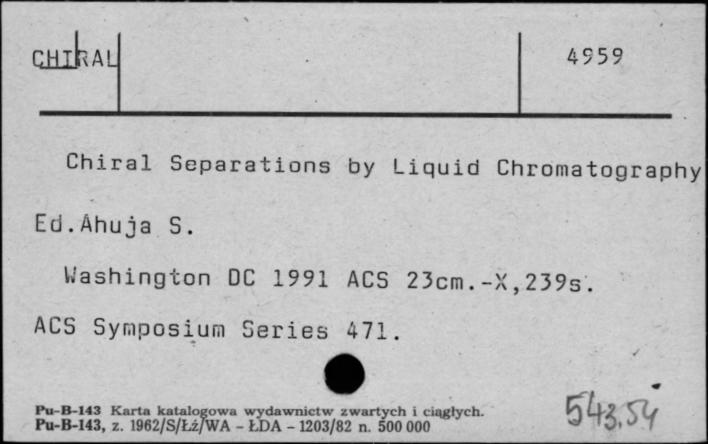 CHIRAL 4959
Chiral Separations by Liquid Chromatography
Ed.Ahuja S.
Washington DC 1991 ACS 23cm.-X,239s.
ACS Symposium Series 471.
Pu-B-143 Karta katalogowa wydawnictw zwartych i ciągłych.
Pu-B-143, z. 1962/S/Łź/WA - ŁDA - 1203/82 n. 500 000
543.54